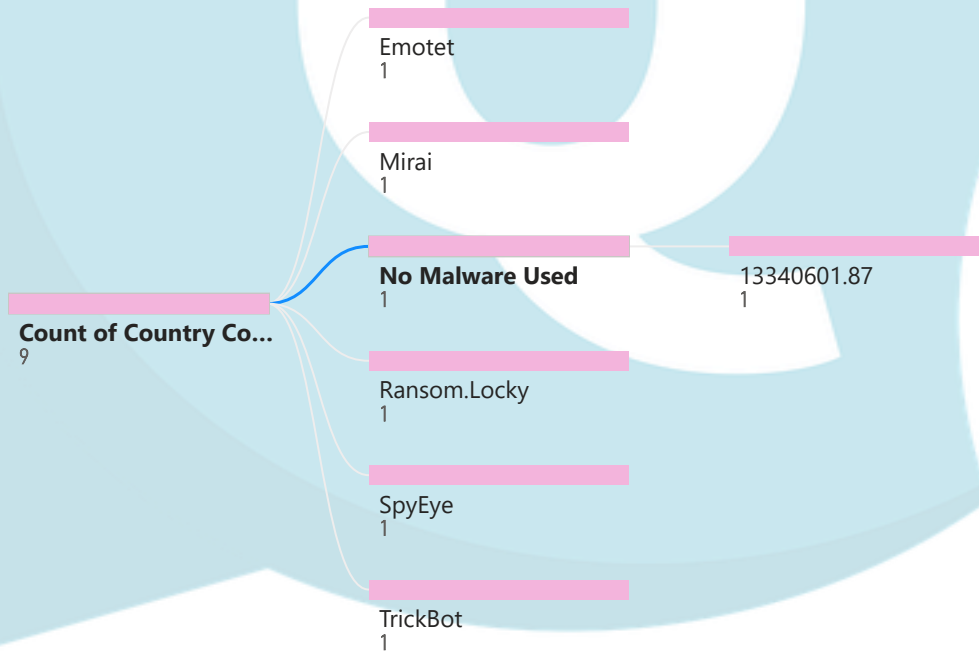 Emotet
1
Mirai
1
No Malware Used
1
13340601.87
1
Count of Country Co...
9
Ransom.Locky
1
SpyEye
1
TrickBot
1